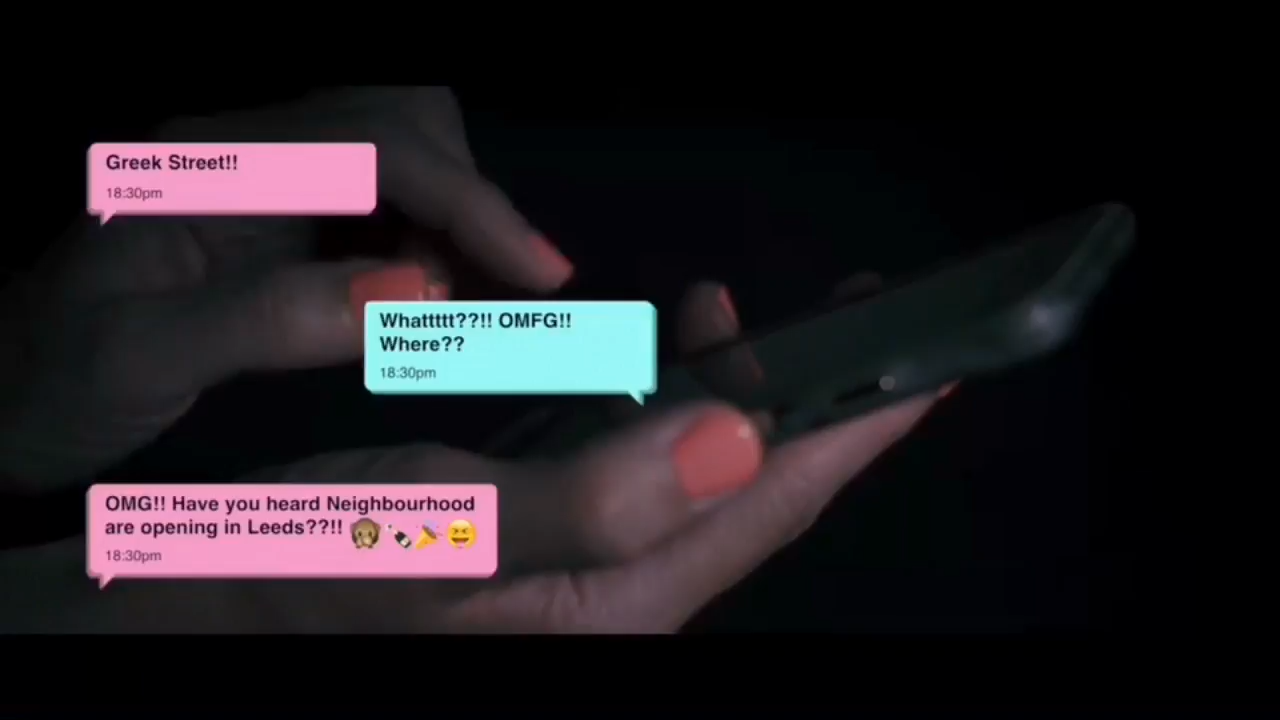 Greek Street!!
18:30pm
Whattttt??!! OMFG!!
Where??
18:30pm
OMG!! Have you heard Neighbourhood
are opening in Leeds??!! 🙊🍾🎉😆
18:30pm